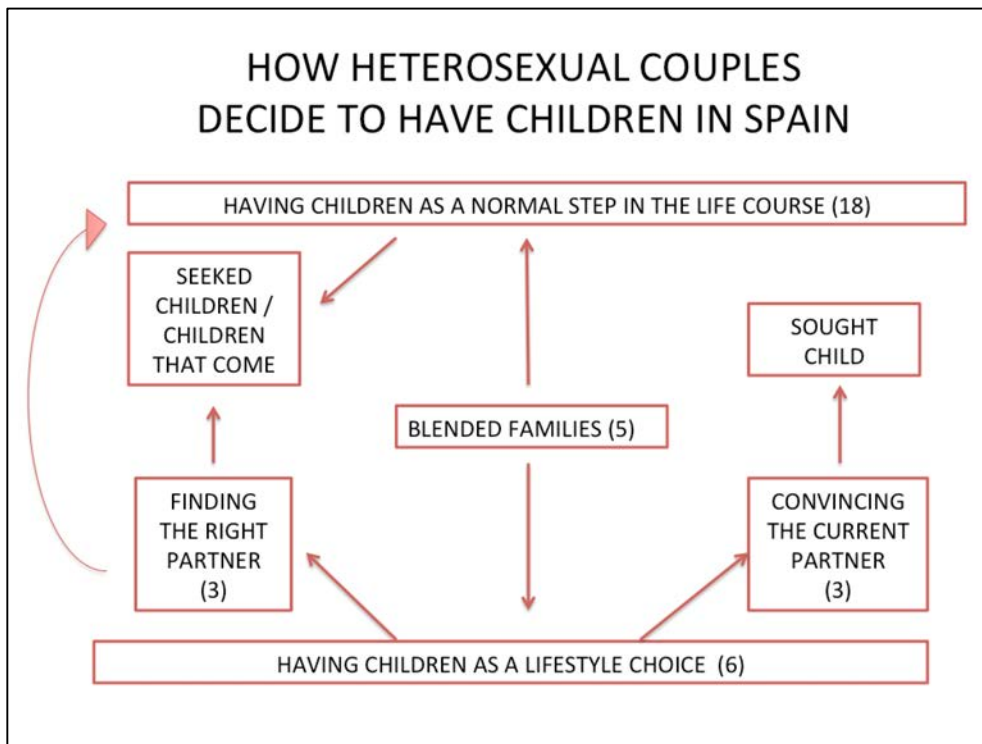 HOW HETEROSEXUAL COUPLES
DECIDE TO HAVE CHILDREN IN SPAIN
HAVING CHILDREN AS A NORMAL STEP IN THE LIFE COURSE (18)
SEEKED
CHILDREN /
CHILDREN
THAT COME
SOUGHT
CHILD
BLENDED FAMILIES (5)
FINDING
THE RIGHT
PARTNER
(3)
CONVINCING
THE CURRENT
PARTNER
(3)
HAVING CHILDREN AS A LIFESTYLE CHOICE (6)